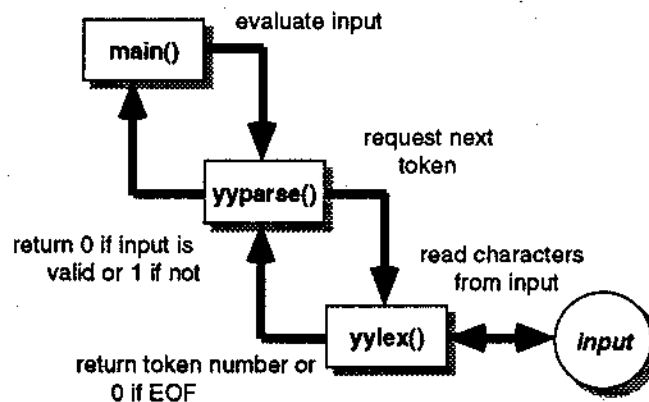 evaluate input
main()
request next
token
yyparse()
return 0 if input is
valid or 1 if not
read characters
from input
yylex()
input
return token number or
0 if EOF